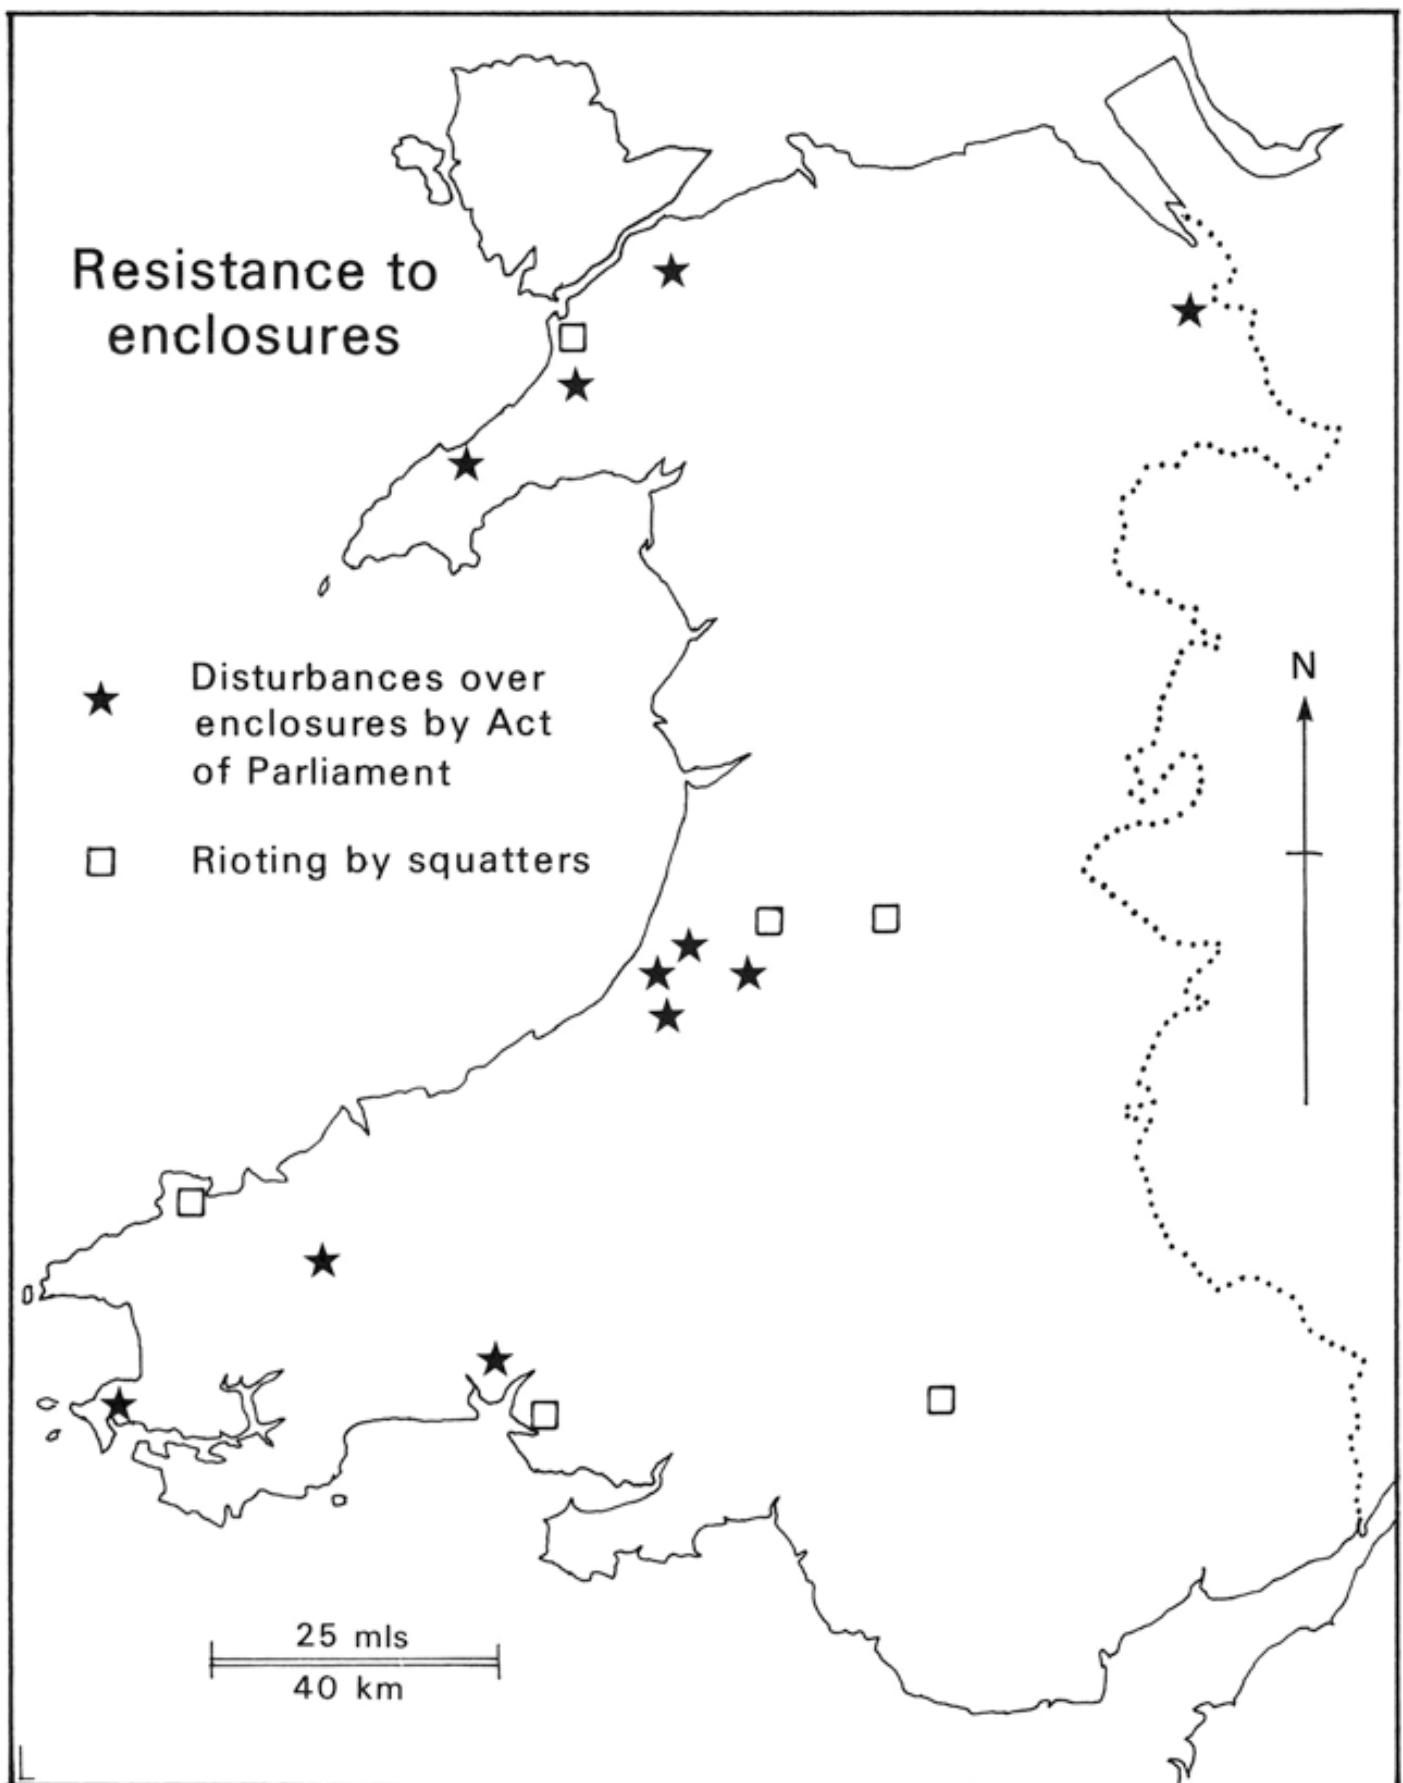 Resistance to
enclosures
Disturbances over
enclosures by Act
of Parliament
Rioting by squatters
N
25 mls
40 km